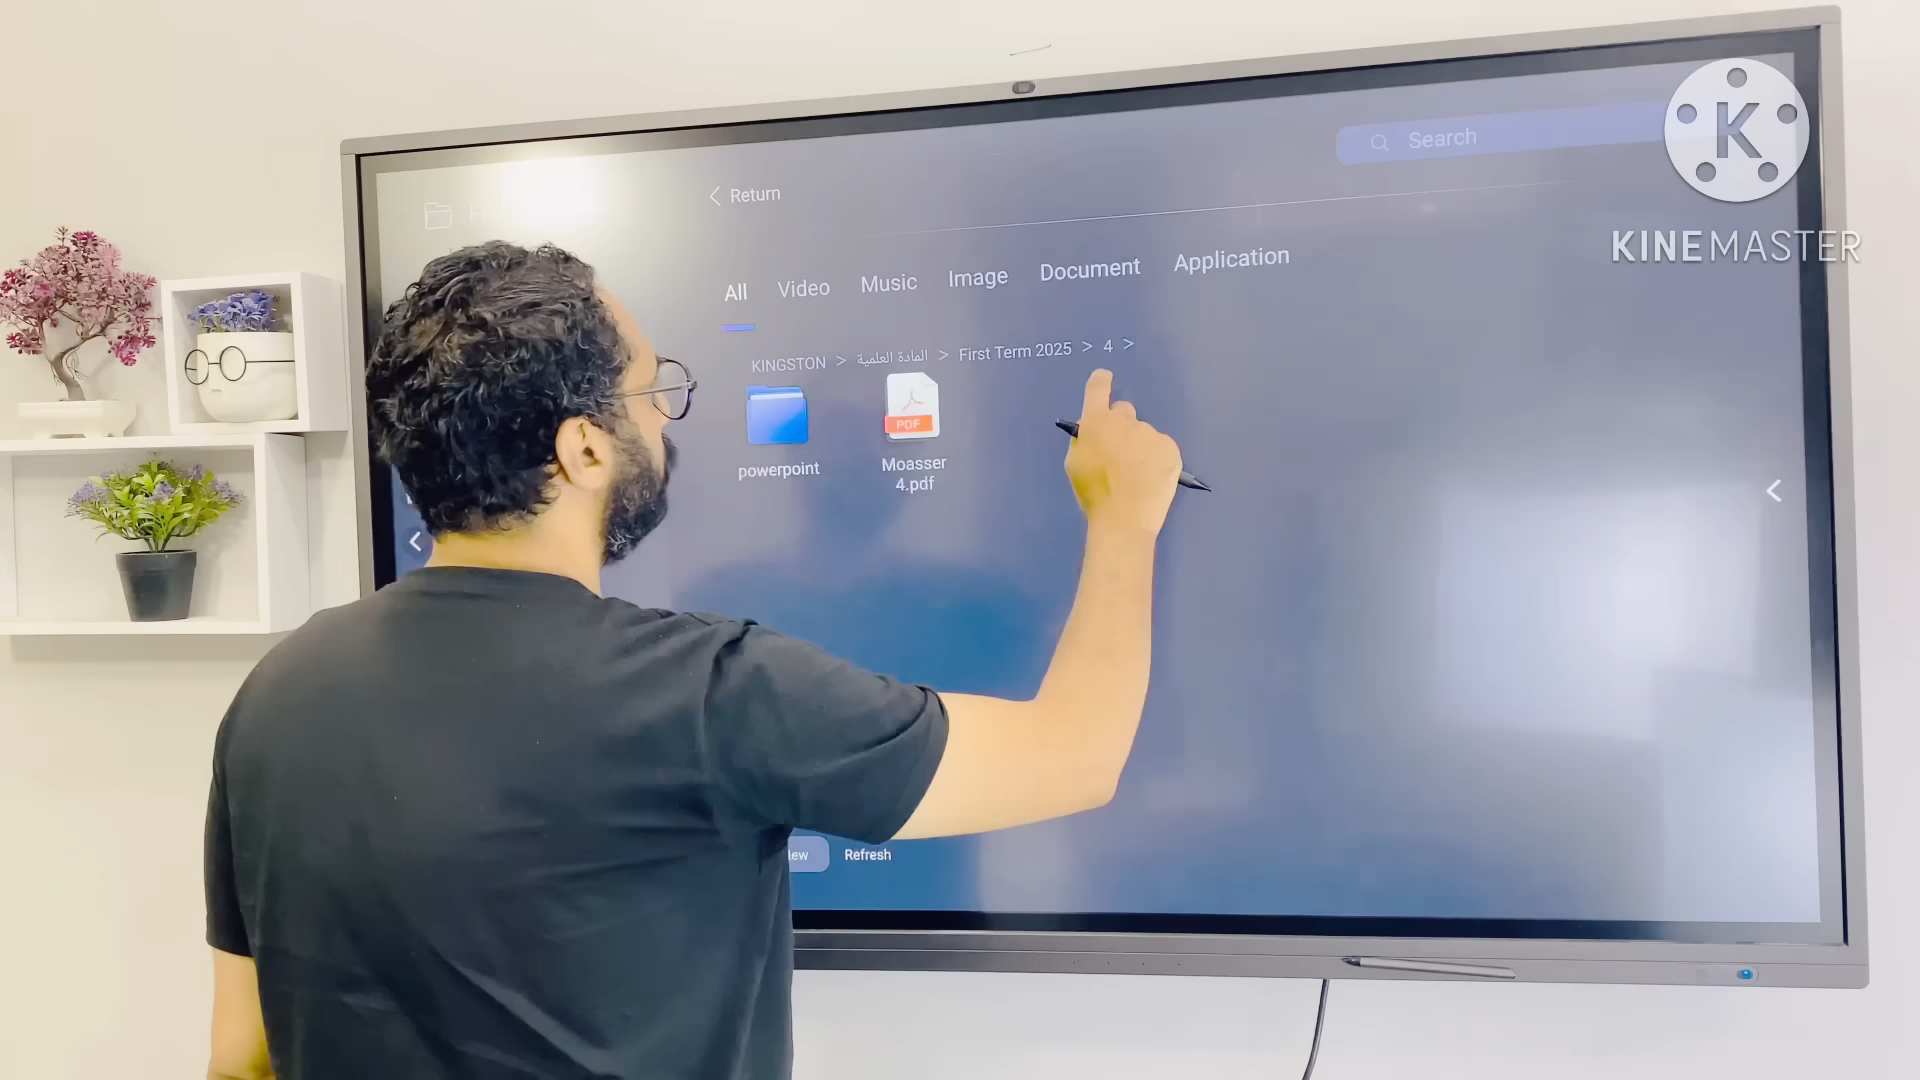 K
KINEMASTER
Search
Return
All Video Music Image Document Application
KINGSTON > المادة العلمية > First Term 2025 > 4 >
PDF
powerpoint
Moasser
4.pdf
Refresh